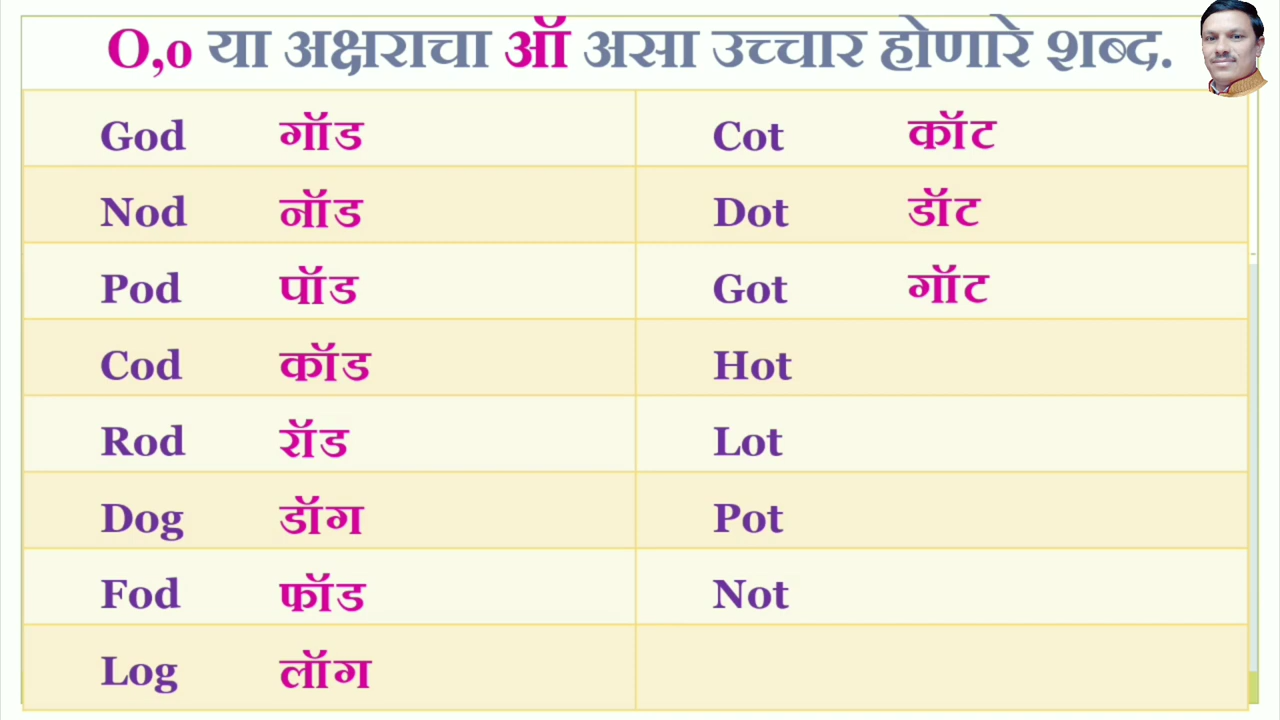 O,o या अक्षराचा ऑ असा उच्चार होणारे शब्द.
God गॉड Cot कॉट
Nod नॉड Dot डॉट
Pod पॉड Got गॉट
Cod कॉड Hot
Rod रॉड Lot
Dog डॉग Pot
Fod फॉड Not
Log लॉग